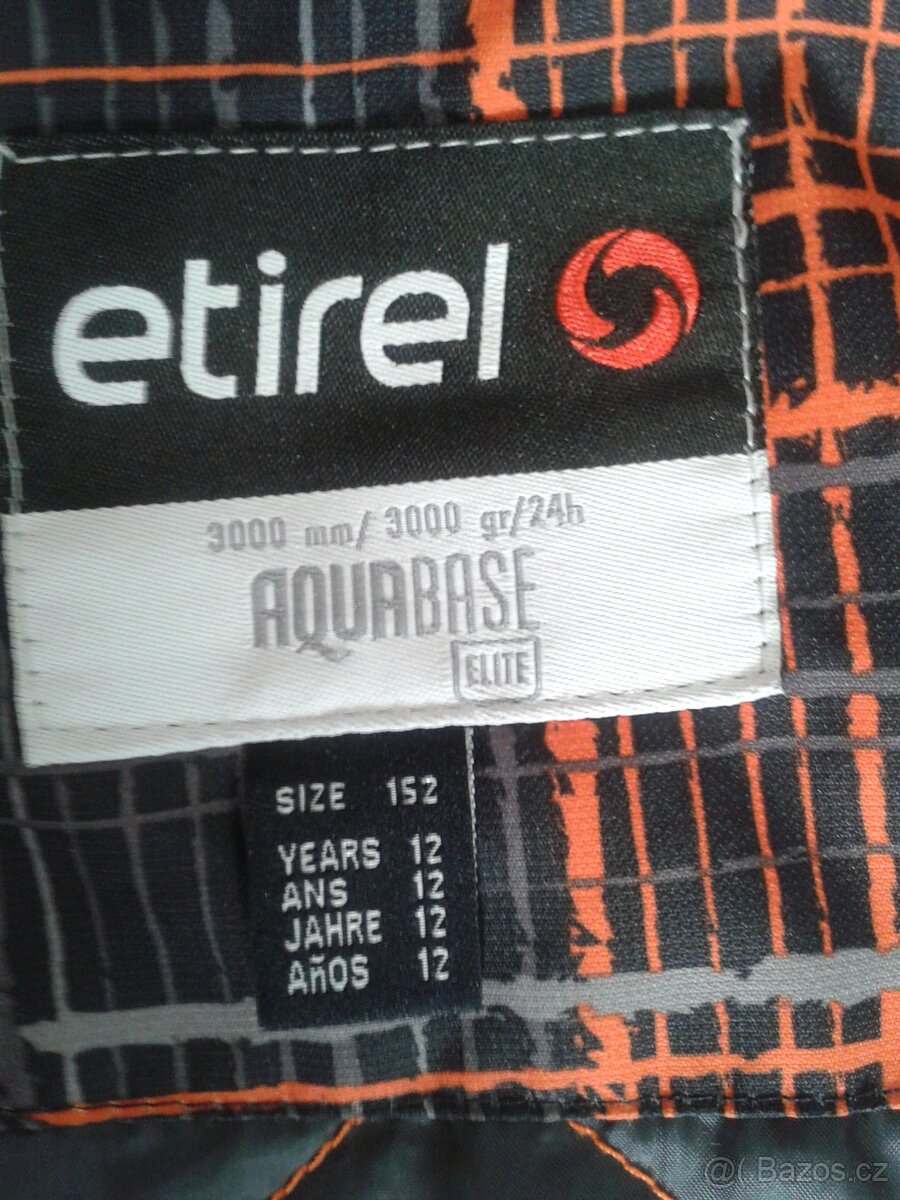 etirel
3000 mm/ 3000 gr/24h
AQUABASE
ELITE
SIZE 152
YEARS 12
ANS 12
JAHRE 12
AñOS 12
@( Bazos.cz